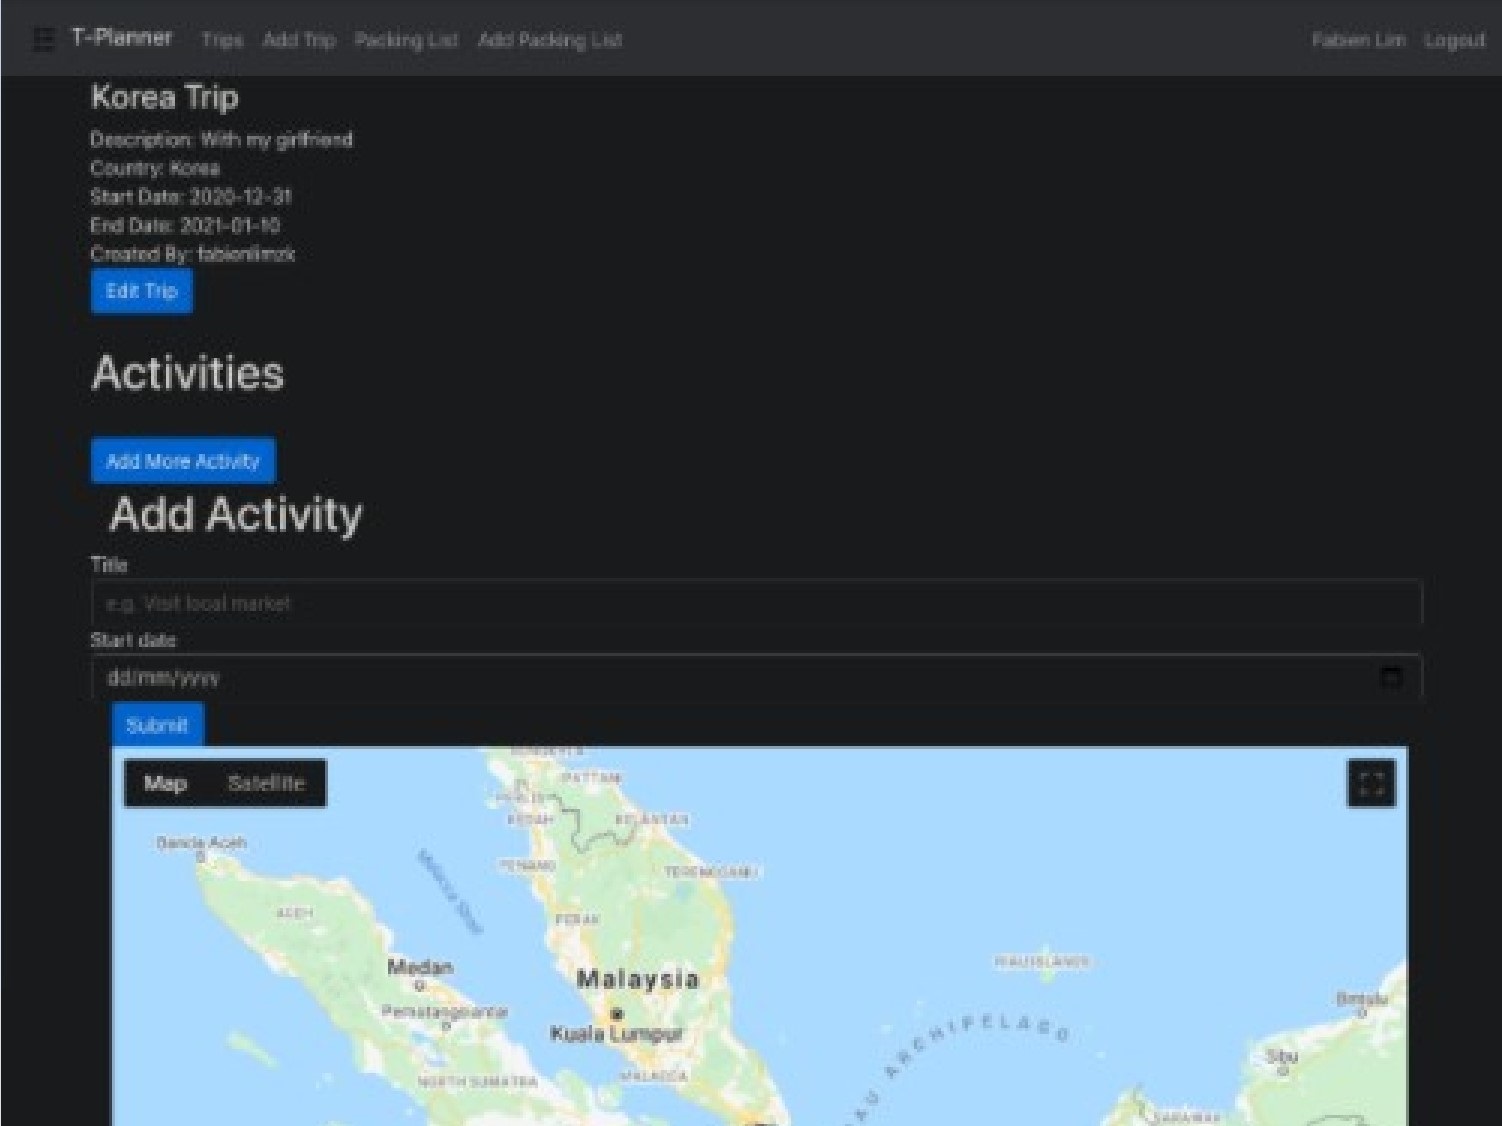 T-Planner Trips Add Trip Packing List Add Packing List Fabien Lim Logout
Korea Trip
Description: With my girlfriend
Country: Korea
Start Date: 2020-12-31
End Date: 2021-01-10
Created By: fabienlimzk
Edit Trip
Activities
Add More Activity
Add Activity
Title
e.g. Visit local market
Start date
dd/mm/yyyy
Submit
Map Satellite
PATTANI
PERLIS
KEDAH KELANTAN
Banda Aceh
PENANG TERENGGANU
Malacca Strait
ACEH
PERAK
Medan
Malaysia
RIAU ISLANDS
Pematangsiantar
Bintulu
Kuala Lumpur
ARCHIPELAGO
Sibu
NORTH SUMATRA
MALACCA
SARAWAK